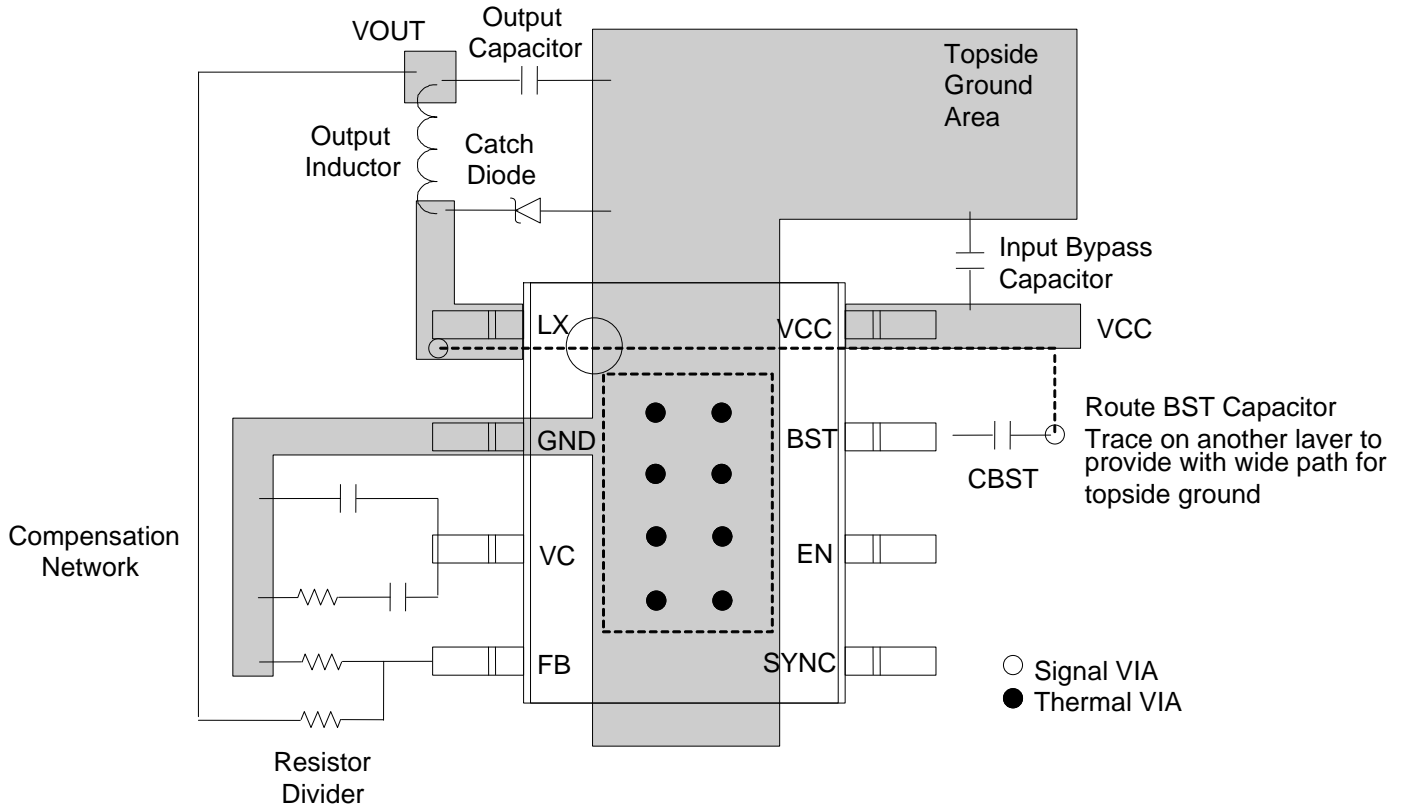 VOUT
Output
Capacitor
Topside
Ground
Area
Output
Inductor
Catch
Diode
Input Bypass
Capacitor
LX
VCC
VCC
GND
BST
CBST
Route BST Capacitor
Trace on another laver to
provide with wide path for
topside ground
Compensation
Network
VC
EN
FB
SYNC
Signal VIA
Thermal VIA
Resistor
Divider